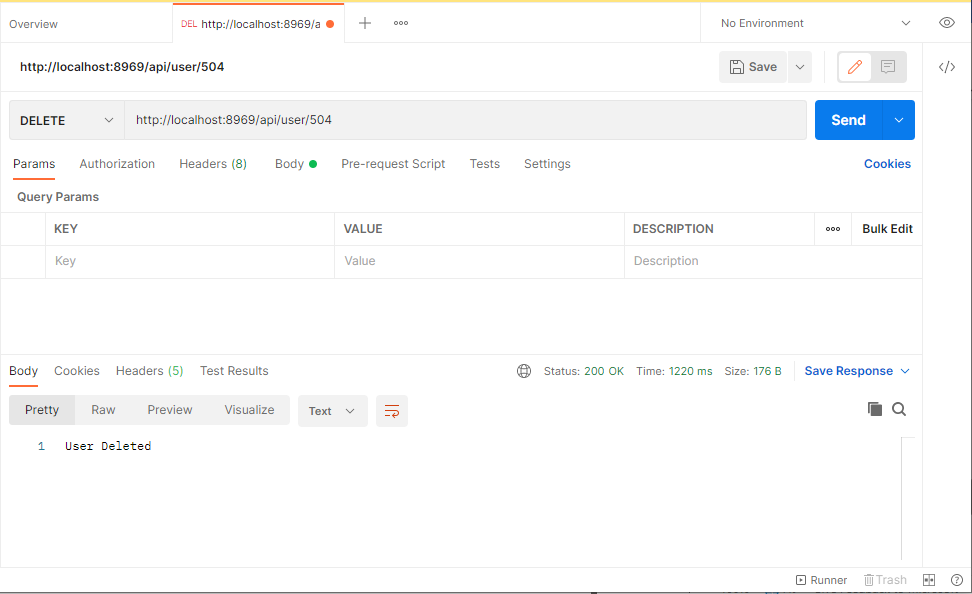 Overview
DEL http://localhost:8969/a
No Environment
http://localhost:8969/api/user/504
Save
DELETE
http://localhost:8969/api/user/504
Send
Params Authorization Headers (8) Body Pre-request Script Tests Settings Cookies
Query Params
KEY VALUE DESCRIPTION Bulk Edit
Key Value Description
Body Cookies Headers (5) Test Results Status: 200 OK Time: 1220 ms Size: 176 B Save Response
Pretty Raw Preview Visualize Text
1 User Deleted
Runner Trash